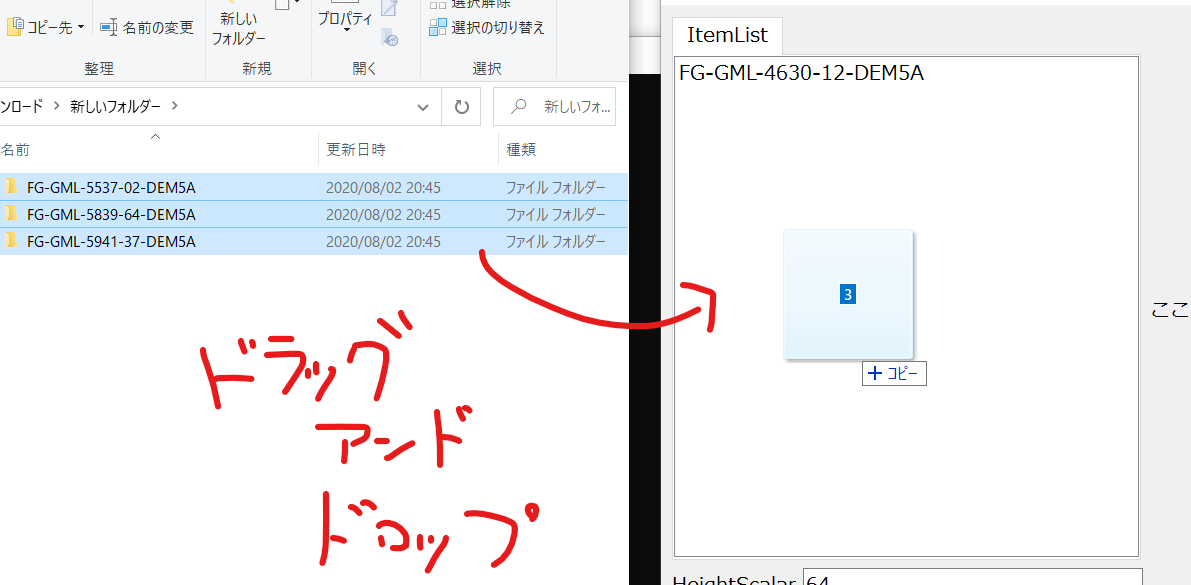 選択解除
コピー先
名前の変更
新しい
フォルダー
プロパティ
選択の切り替え
整理
新規
開く
選択
ンロード > 新しいフォルダー >
新しいフォ...
名前
更新日時
種類
FG-GML-5537-02-DEM5A 2020/08/02 20:45 ファイル フォルダー
FG-GML-5839-64-DEM5A 2020/08/02 20:45 ファイル フォルダー
FG-GML-5941-37-DEM5A 2020/08/02 20:45 ファイル フォルダー
ドラッグ
アンド
ドロップ
ItemList
FG-GML-4630-12-DEM5A
3
+ コピー
ここ
HeightScalar 64